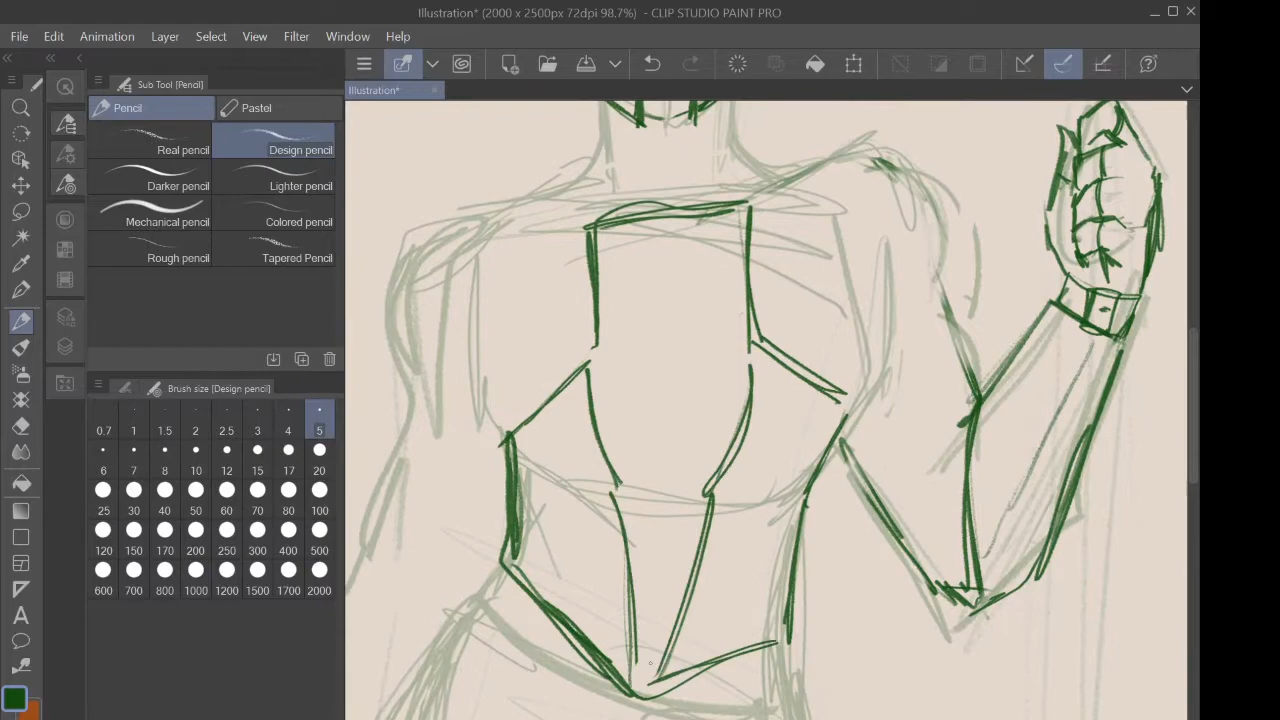 Illustration* (2000 x 2500px 72dpi 98.7%) - CLIP STUDIO PAINT PRO
File Edit Animation Layer Select View Filter Window Help
Sub Tool [Pencil]
Illustration*
Pencil Pastel
Real pencil Design pencil
Darker pencil Lighter pencil
Mechanical pencil Colored pencil
Rough pencil Tapered Pencil
Brush size [Design pencil]
0.7 1 1.5 2 2.5 3 4 5
6 7 8 10 12 15 17 20
25 30 40 50 60 70 80 100
120 150 170 200 250 300 400 500
600 700 800 1000 1200 1500 1700 2000